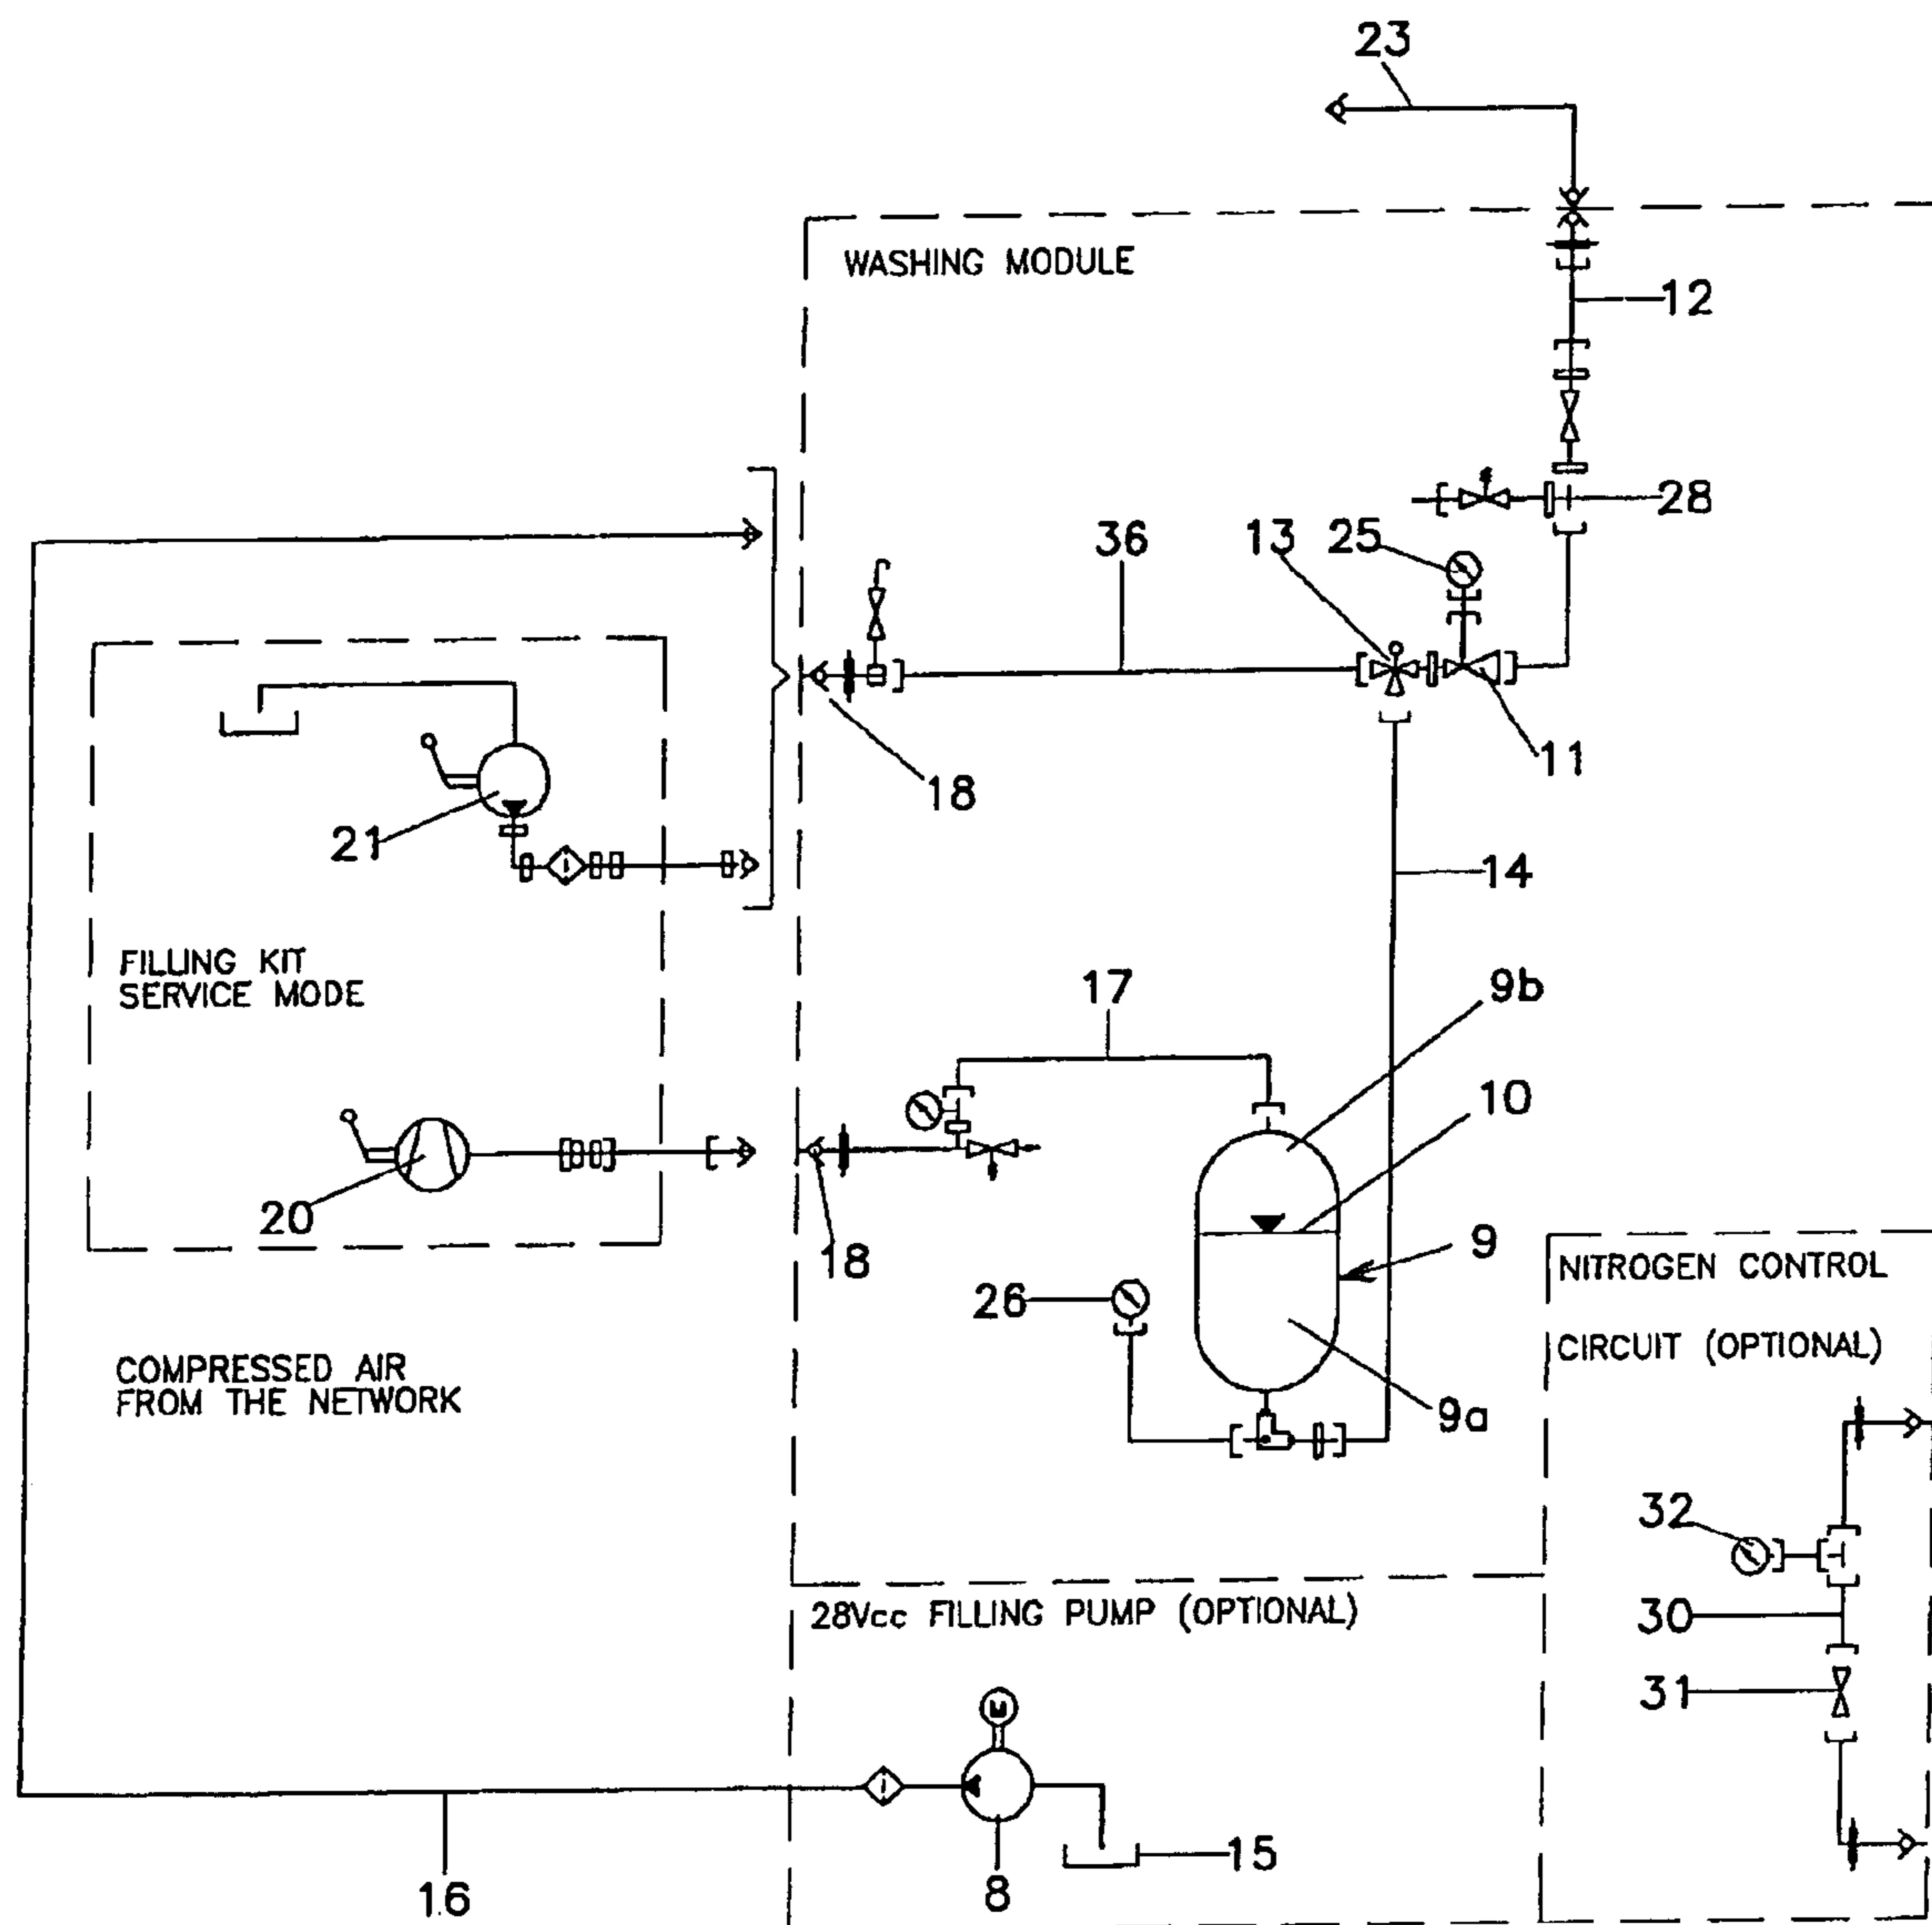 23
WASHING MODULE
12
28
36
13
25
11
18
21
14
FILLING KIT
SERVICE MODE
17
9b
10
20
18
9
26
NITROGEN CONTROL
CIRCUIT (OPTIONAL)
COMPRESSED AIR
FROM THE NETWORK
9a
32
28Vcc FILLING PUMP (OPTIONAL)
30
31
M
15
16
8